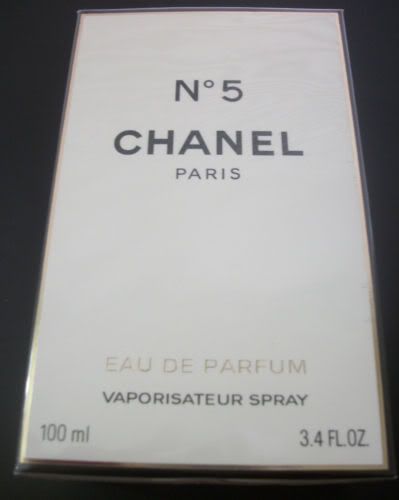 N°5
CHANEL
PARIS
EAU DE PARFUM
VAPORISATEUR SPRAY
100 ml 3.4 FL.OZ.